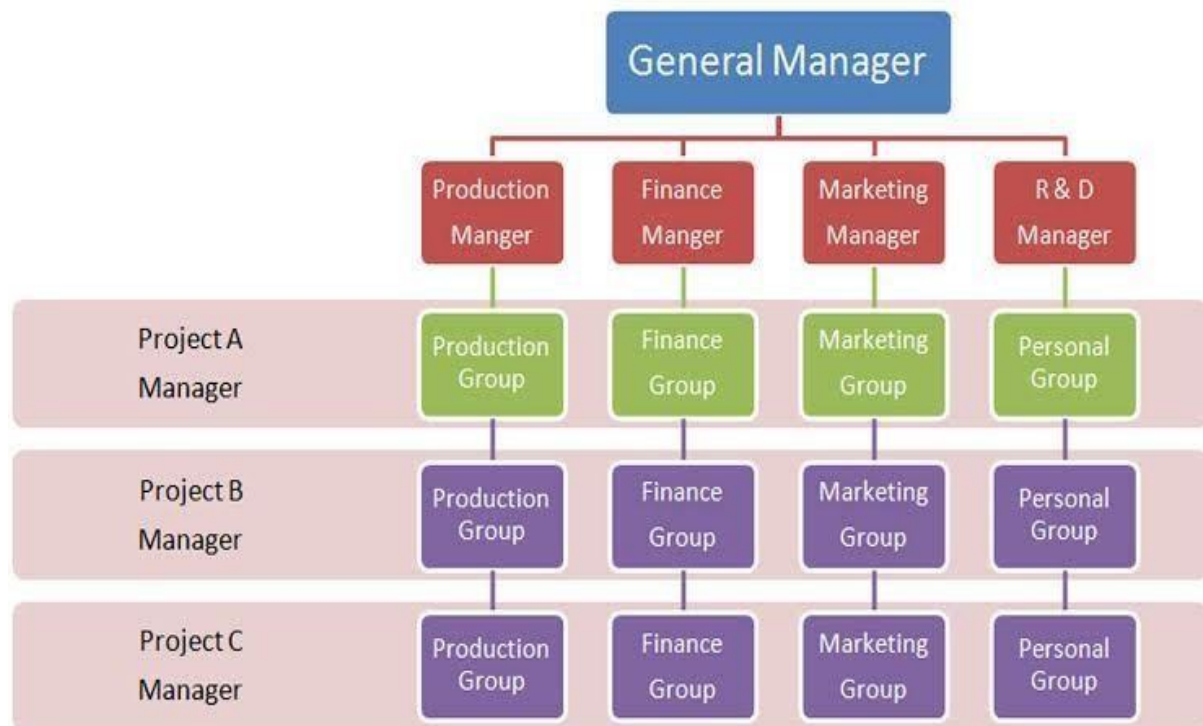 General Manager
Production
Manger
Finance
Manger
Marketing
Manager
R & D
Manager
Project A
Manager
Production
Group
Finance
Group
Marketing
Group
Personal
Group
Project B
Manager
Production
Group
Finance
Group
Marketing
Group
Personal
Group
Project C
Manager
Production
Group
Finance
Group
Marketing
Group
Personal
Group